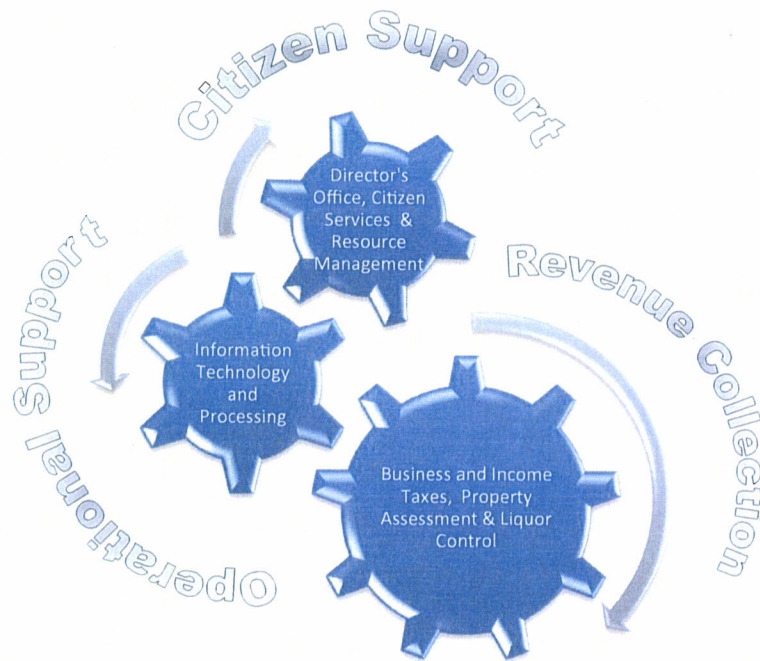 Citizen Support
Director's
Office, Citizen
Services &
Resource
Management
Operational Support
Information
Technology
and
Processing
Revenue Collection
Business and Income
Taxes, Property
Assessment & Liquor
Control